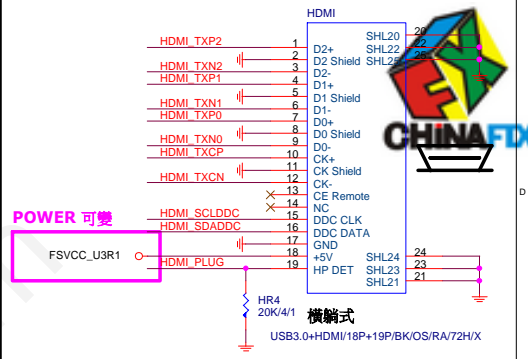 HDMI
HDMI_TXP2 1 D2+ SHL20 20
2 D2 Shield SHL22 22
HDMI_TXN2 3 D2- SHL25 25
HDMI_TXP1 4 D1+
5 D1 Shield
HDMI_TXN1 6 D1-
HDMI_TXP0 7 D0+
8 D0 Shield
HDMI_TXN0 9 D0-
HDMI_TXCP 10 CK+
11 CK Shield
HDMI_TXCN 12 CK-
13 CE Remote
14 NC
HDMI_SCLDDC 15 DDC CLK
HDMI_SDADDC 16 DDC DATA
17 GND
FSVCC_U3R1 18 +5V SHL24 24
HDMI_PLUG 19 HP DET SHL23 23
SHL21 21
POWER 可變
HR4
20K/4/1
橫躺式
USB3.0+HDMI/18P+19P/BK/OS/RA/72H/X
CHINAFIX
D